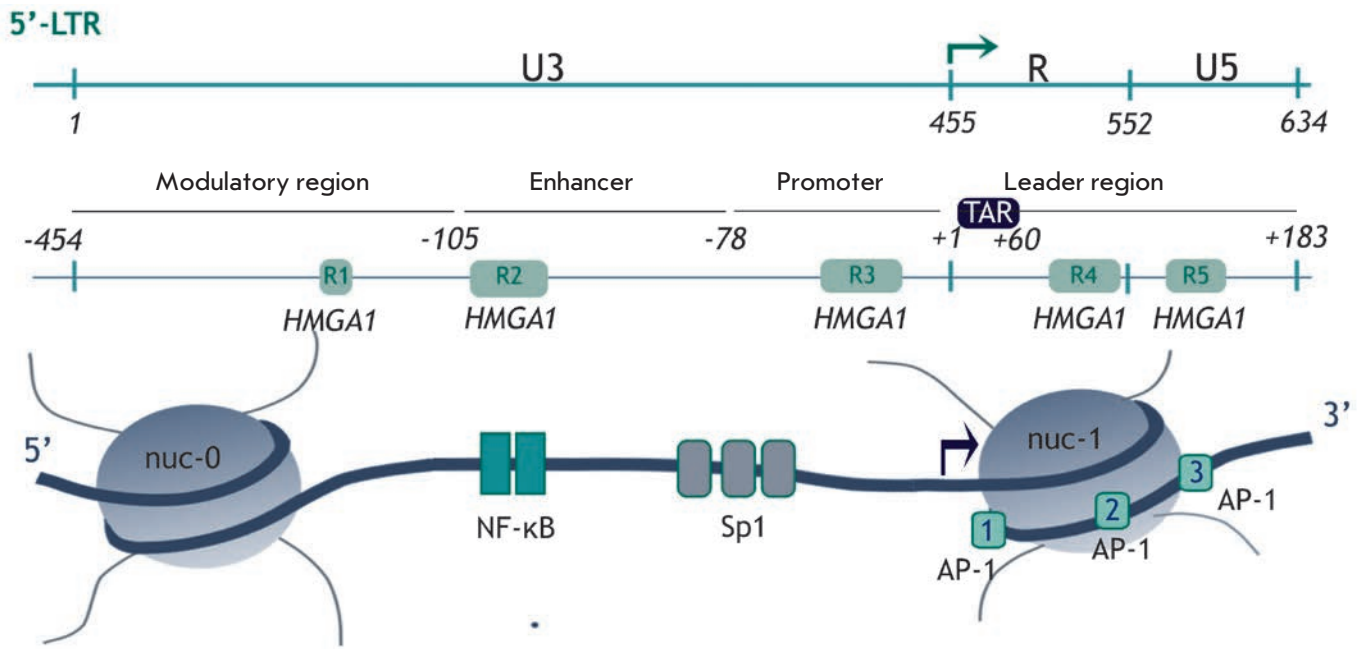 5’-LTR
U3 R U5
1 455 552 634
Modulatory region Enhancer Promoter Leader region
TAR
-454 -105 -78 +1 +60 +183
R1 R2 R3 R4 R5
HMGA1 HMGA1 HMGA1 HMGA1 HMGA1
5’ nuc-0 nuc-1 3’
NF-κB Sp1
1 2 3
AP-1 AP-1 AP-1